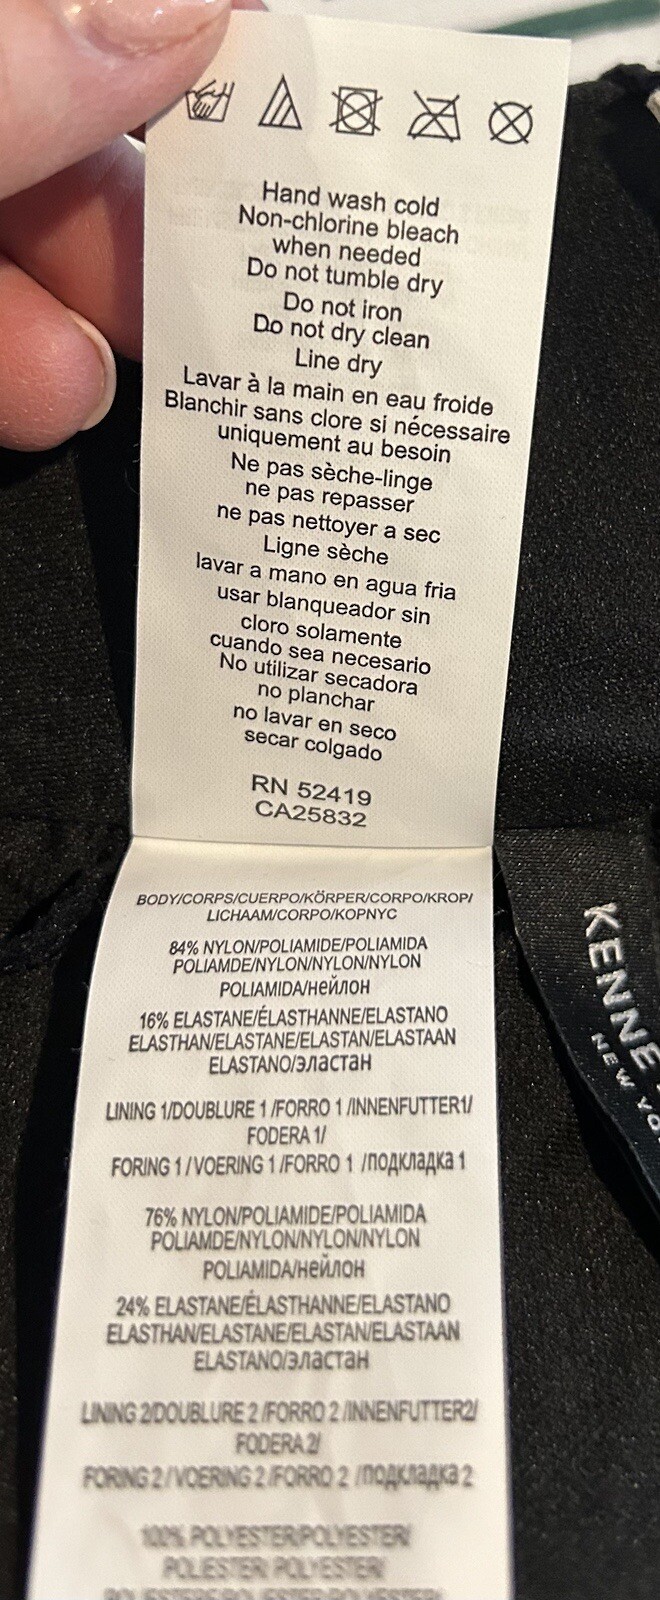 Hand wash cold
Non-chlorine bleach
when needed
Do not tumble dry
Do not iron
Do not dry clean
Line dry
Lavar à la main en eau froide
Blanchir sans clore si nécessaire
uniquement au besoin
Ne pas sèche-linge
ne pas repasser
ne pas nettoyer a sec
Ligne sèche
lavar a mano en agua fria
usar blanqueador sin
cloro solamente
cuando sea necesario
No utilizar secadora
no planchar
no lavar en seco
secar colgado
RN 52419
CA25832
BODY/CORPS/CUERPO/KÖRPER/CORPO/KROP/
LICHAAM/CORPO/KOPNYC
84% NYLON/POLIAMIDE/POLIAMIDA
POLIAMDE/NYLON/NYLON/NYLON
POLIAMIDA/нейлон
16% ELASTANE/ÉLASTHANNE/ELASTANO
ELASTHAN/ELASTANE/ELASTAN/ELASTAAN
ELASTANO/эластан
LINING 1/DOUBLURE 1 /FORRO 1 /INNENFUTTER1/
FODERA 1/
FORING 1 / VOERING 1 /FORRO 1 /подкладка 1
76% NYLON/POLIAMIDE/POLIAMIDA
POLIAMDE/NYLON/NYLON/NYLON
POLIAMIDA/нейлон
24% ELASTANE/ÉLASTHANNE/ELASTANO
ELASTHAN/ELASTANE/ELASTAN/ELASTAAN
ELASTANO/эластан
LINING 2/DOUBLURE 2 /FORRO 2 /INNENFUTTER2/
FODERA 2/
FORING 2 / VOERING 2 /FORRO 2 /подкладка 2
100% POLYESTER/POLYESTER/
POLIESTER/ POLYESTER/
KENNE
NEW YO